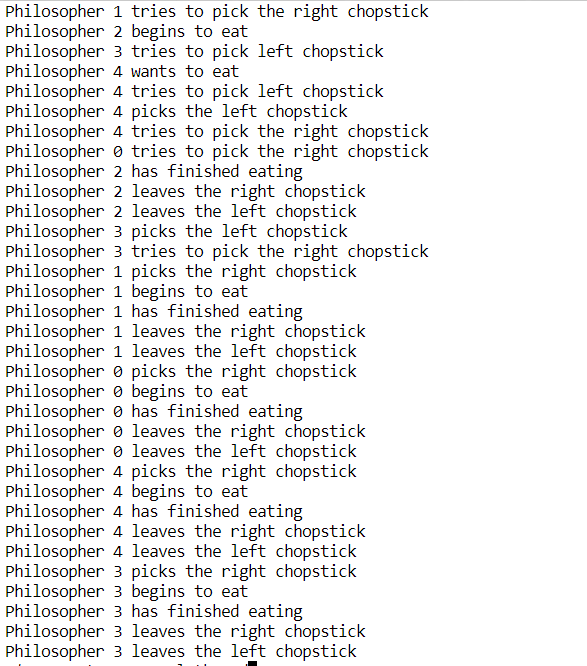 Philosopher 1 tries to pick the right chopstick
Philosopher 2 begins to eat
Philosopher 3 tries to pick left chopstick
Philosopher 4 wants to eat
Philosopher 4 tries to pick left chopstick
Philosopher 4 picks the left chopstick
Philosopher 4 tries to pick the right chopstick
Philosopher 0 tries to pick the right chopstick
Philosopher 2 has finished eating
Philosopher 2 leaves the right chopstick
Philosopher 2 leaves the left chopstick
Philosopher 3 picks the left chopstick
Philosopher 3 tries to pick the right chopstick
Philosopher 1 picks the right chopstick
Philosopher 1 begins to eat
Philosopher 1 has finished eating
Philosopher 1 leaves the right chopstick
Philosopher 1 leaves the left chopstick
Philosopher 0 picks the right chopstick
Philosopher 0 begins to eat
Philosopher 0 has finished eating
Philosopher 0 leaves the right chopstick
Philosopher 0 leaves the left chopstick
Philosopher 4 picks the right chopstick
Philosopher 4 begins to eat
Philosopher 4 has finished eating
Philosopher 4 leaves the right chopstick
Philosopher 4 leaves the left chopstick
Philosopher 3 picks the right chopstick
Philosopher 3 begins to eat
Philosopher 3 has finished eating
Philosopher 3 leaves the right chopstick
Philosopher 3 leaves the left chopstick